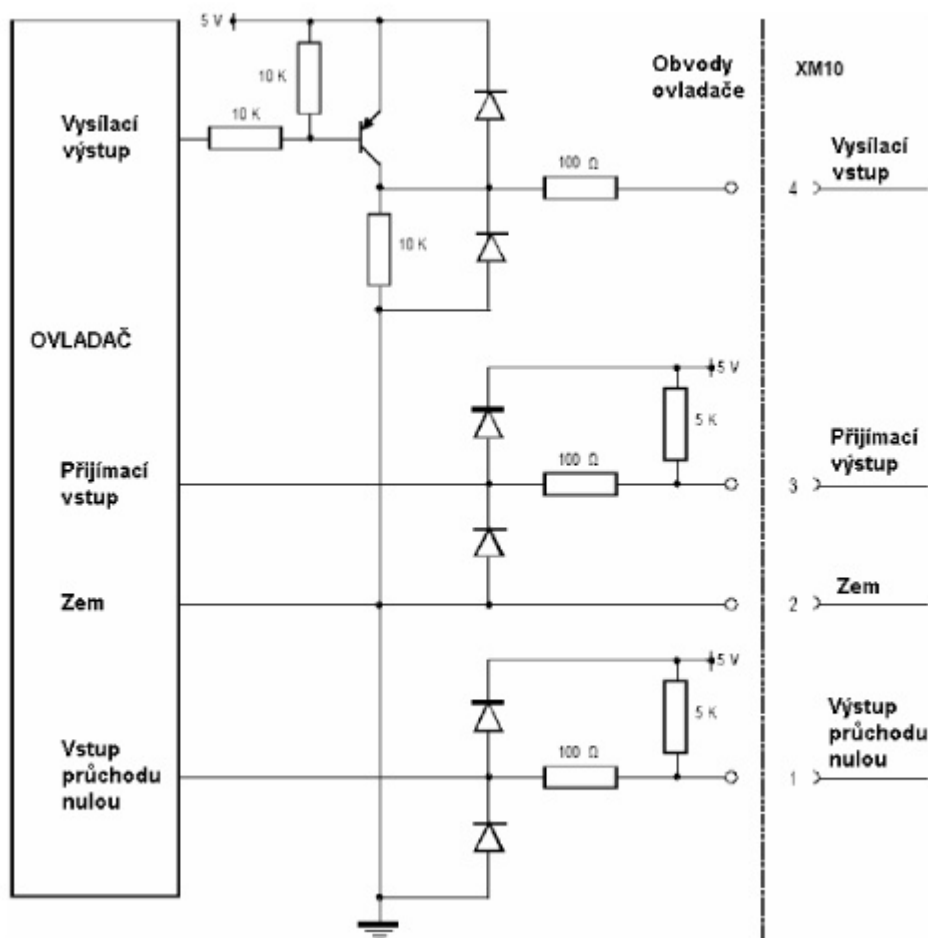 5 V
10 K
Obvody
ovladače
XM10
10 K
Vysílací
výstup
100 Ω
4
Vysílací
vstup
10 K
OVLADAČ
5 V
5 K
Přijímací
vstup
100 Ω
3
Přijímací
výstup
Zem
2
Zem
5 V
5 K
Vstup
průchodu
nulou
100 Ω
1
Výstup
průchodu
nulou